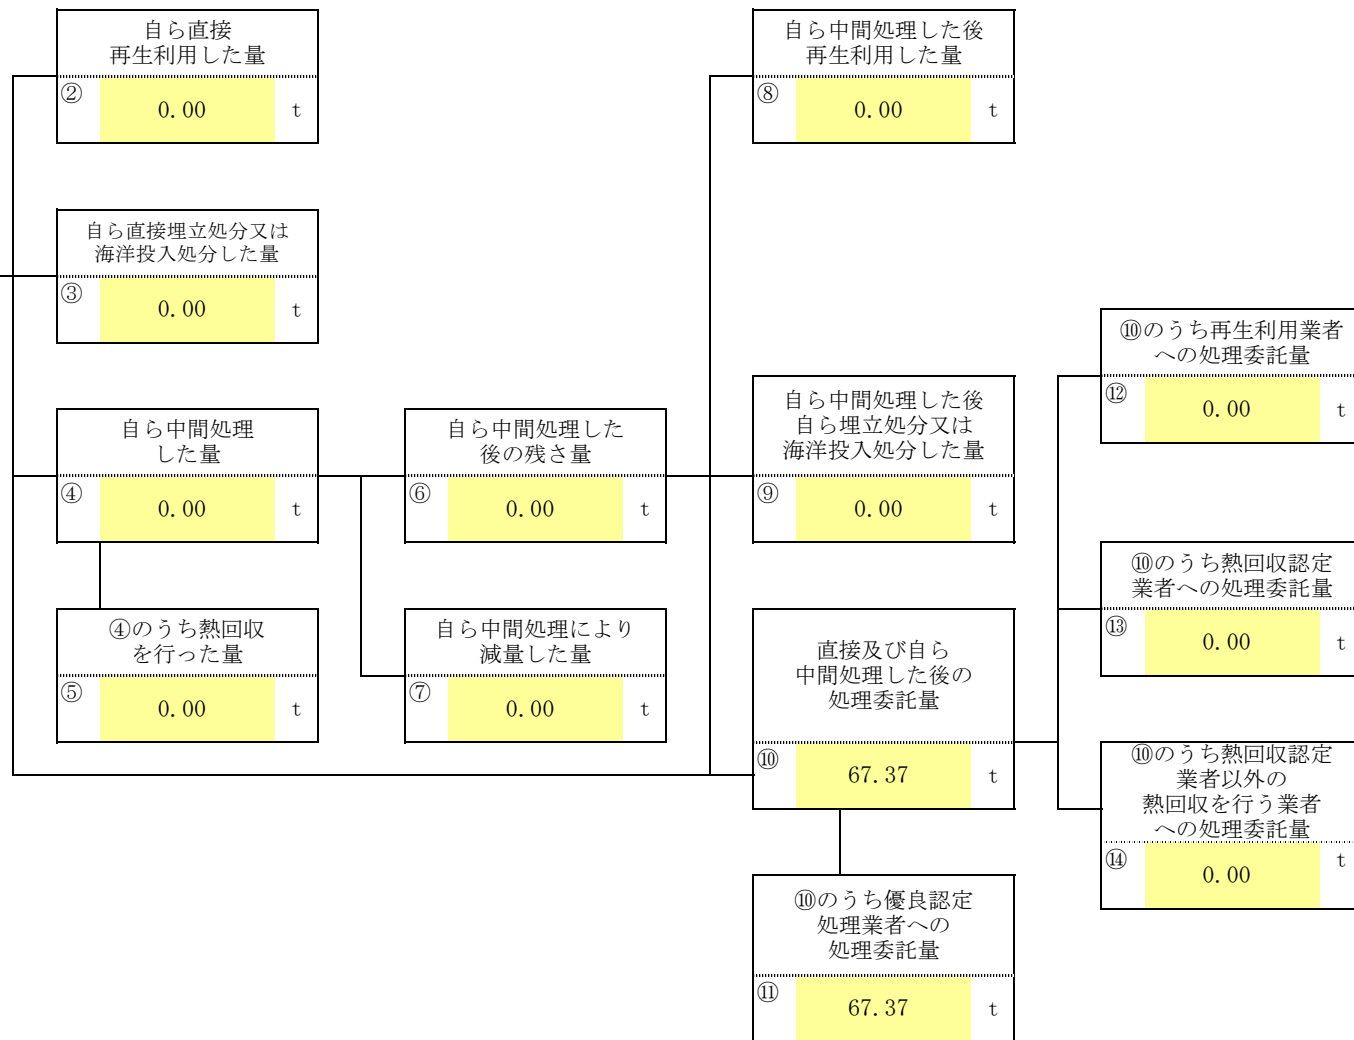 自ら直接
再生利用した量
②
0.00
t
自ら直接埋立処分又は
海洋投入処分した量
③
0.00
t
自ら中間処理
した量
④
0.00
t
④のうち熱回収
を行った量
⑤
0.00
t
自ら中間処理した
後の残さ量
⑥
0.00
t
自ら中間処理により
減量した量
⑦
0.00
t
自ら中間処理した後
再生利用した量
⑧
0.00
t
自ら中間処理した後
自ら埋立処分又は
海洋投入処分した量
⑨
0.00
t
直接及び自ら
中間処理した後の
処理委託量
⑩
67.37
t
⑩のうち優良認定
処理業者への
処理委託量
⑪
67.37
t
⑩のうち再生利用業者
への処理委託量
⑫
0.00
t
⑩のうち熱回収認定
業者への処理委託量
⑬
0.00
t
⑩のうち熱回収認定
業者以外の
熱回収を行う業者
への処理委託量
⑭
0.00
t